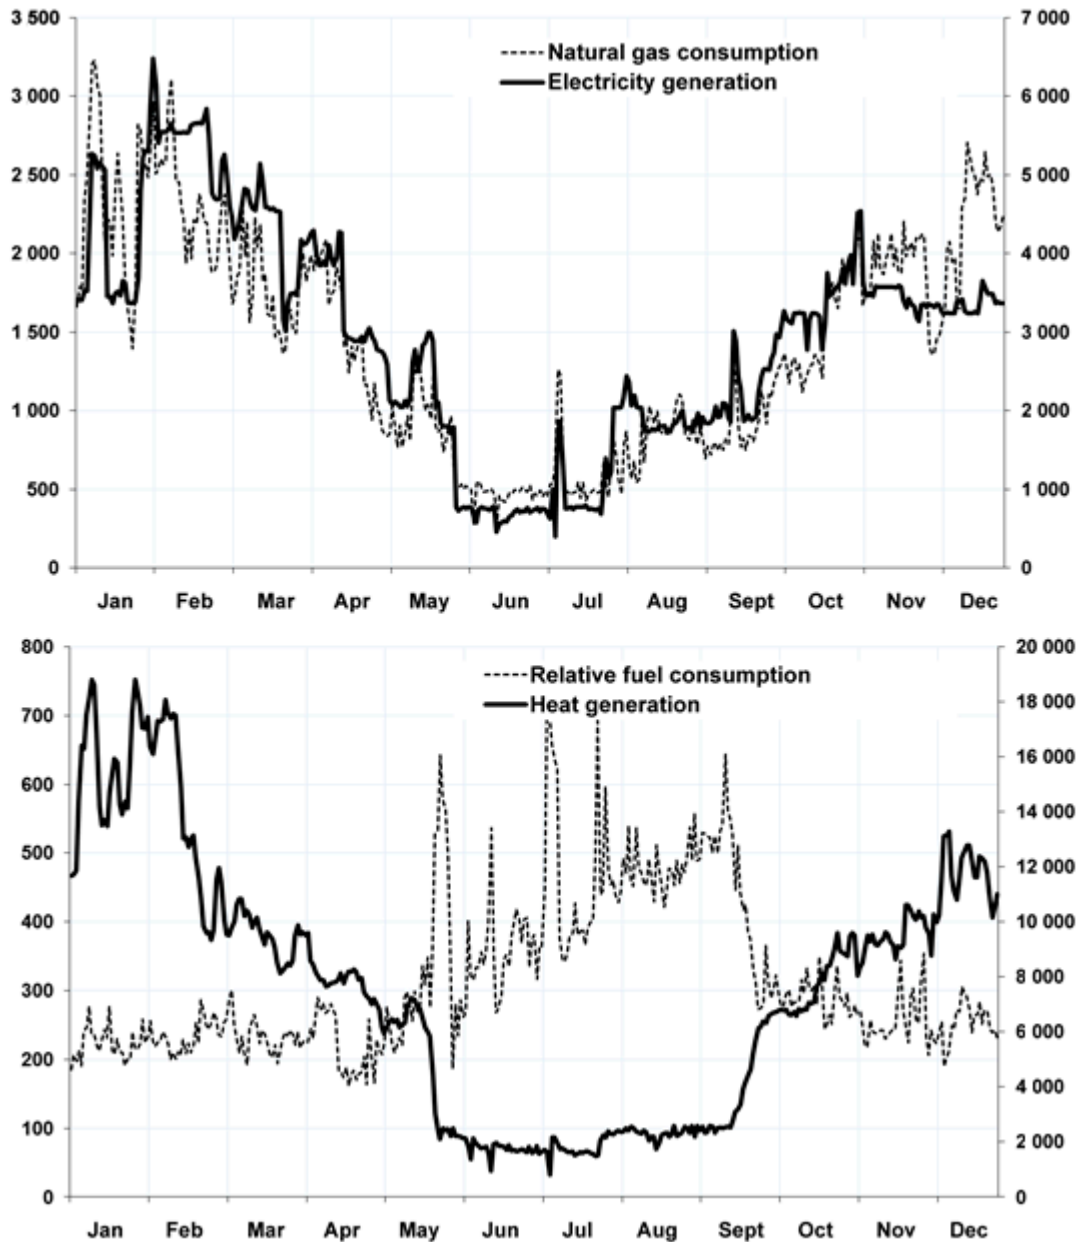 3 500 7 000
Natural gas consumption
Electricity generation
3 000 6 000
2 500 5 000
2 000 4 000
1 500 3 000
1 000 2 000
500 1 000
0 0
Jan Feb Mar Apr May Jun Jul Aug Sept Oct Nov Dec
800 20 000
Relative fuel consumption
Heat generation
700 18 000
600 16 000
14 000
500 12 000
400 10 000
300 8 000
200 6 000
4 000
100 2 000
0 0
Jan Feb Mar Apr May Jun Jul Aug Sept Oct Nov Dec